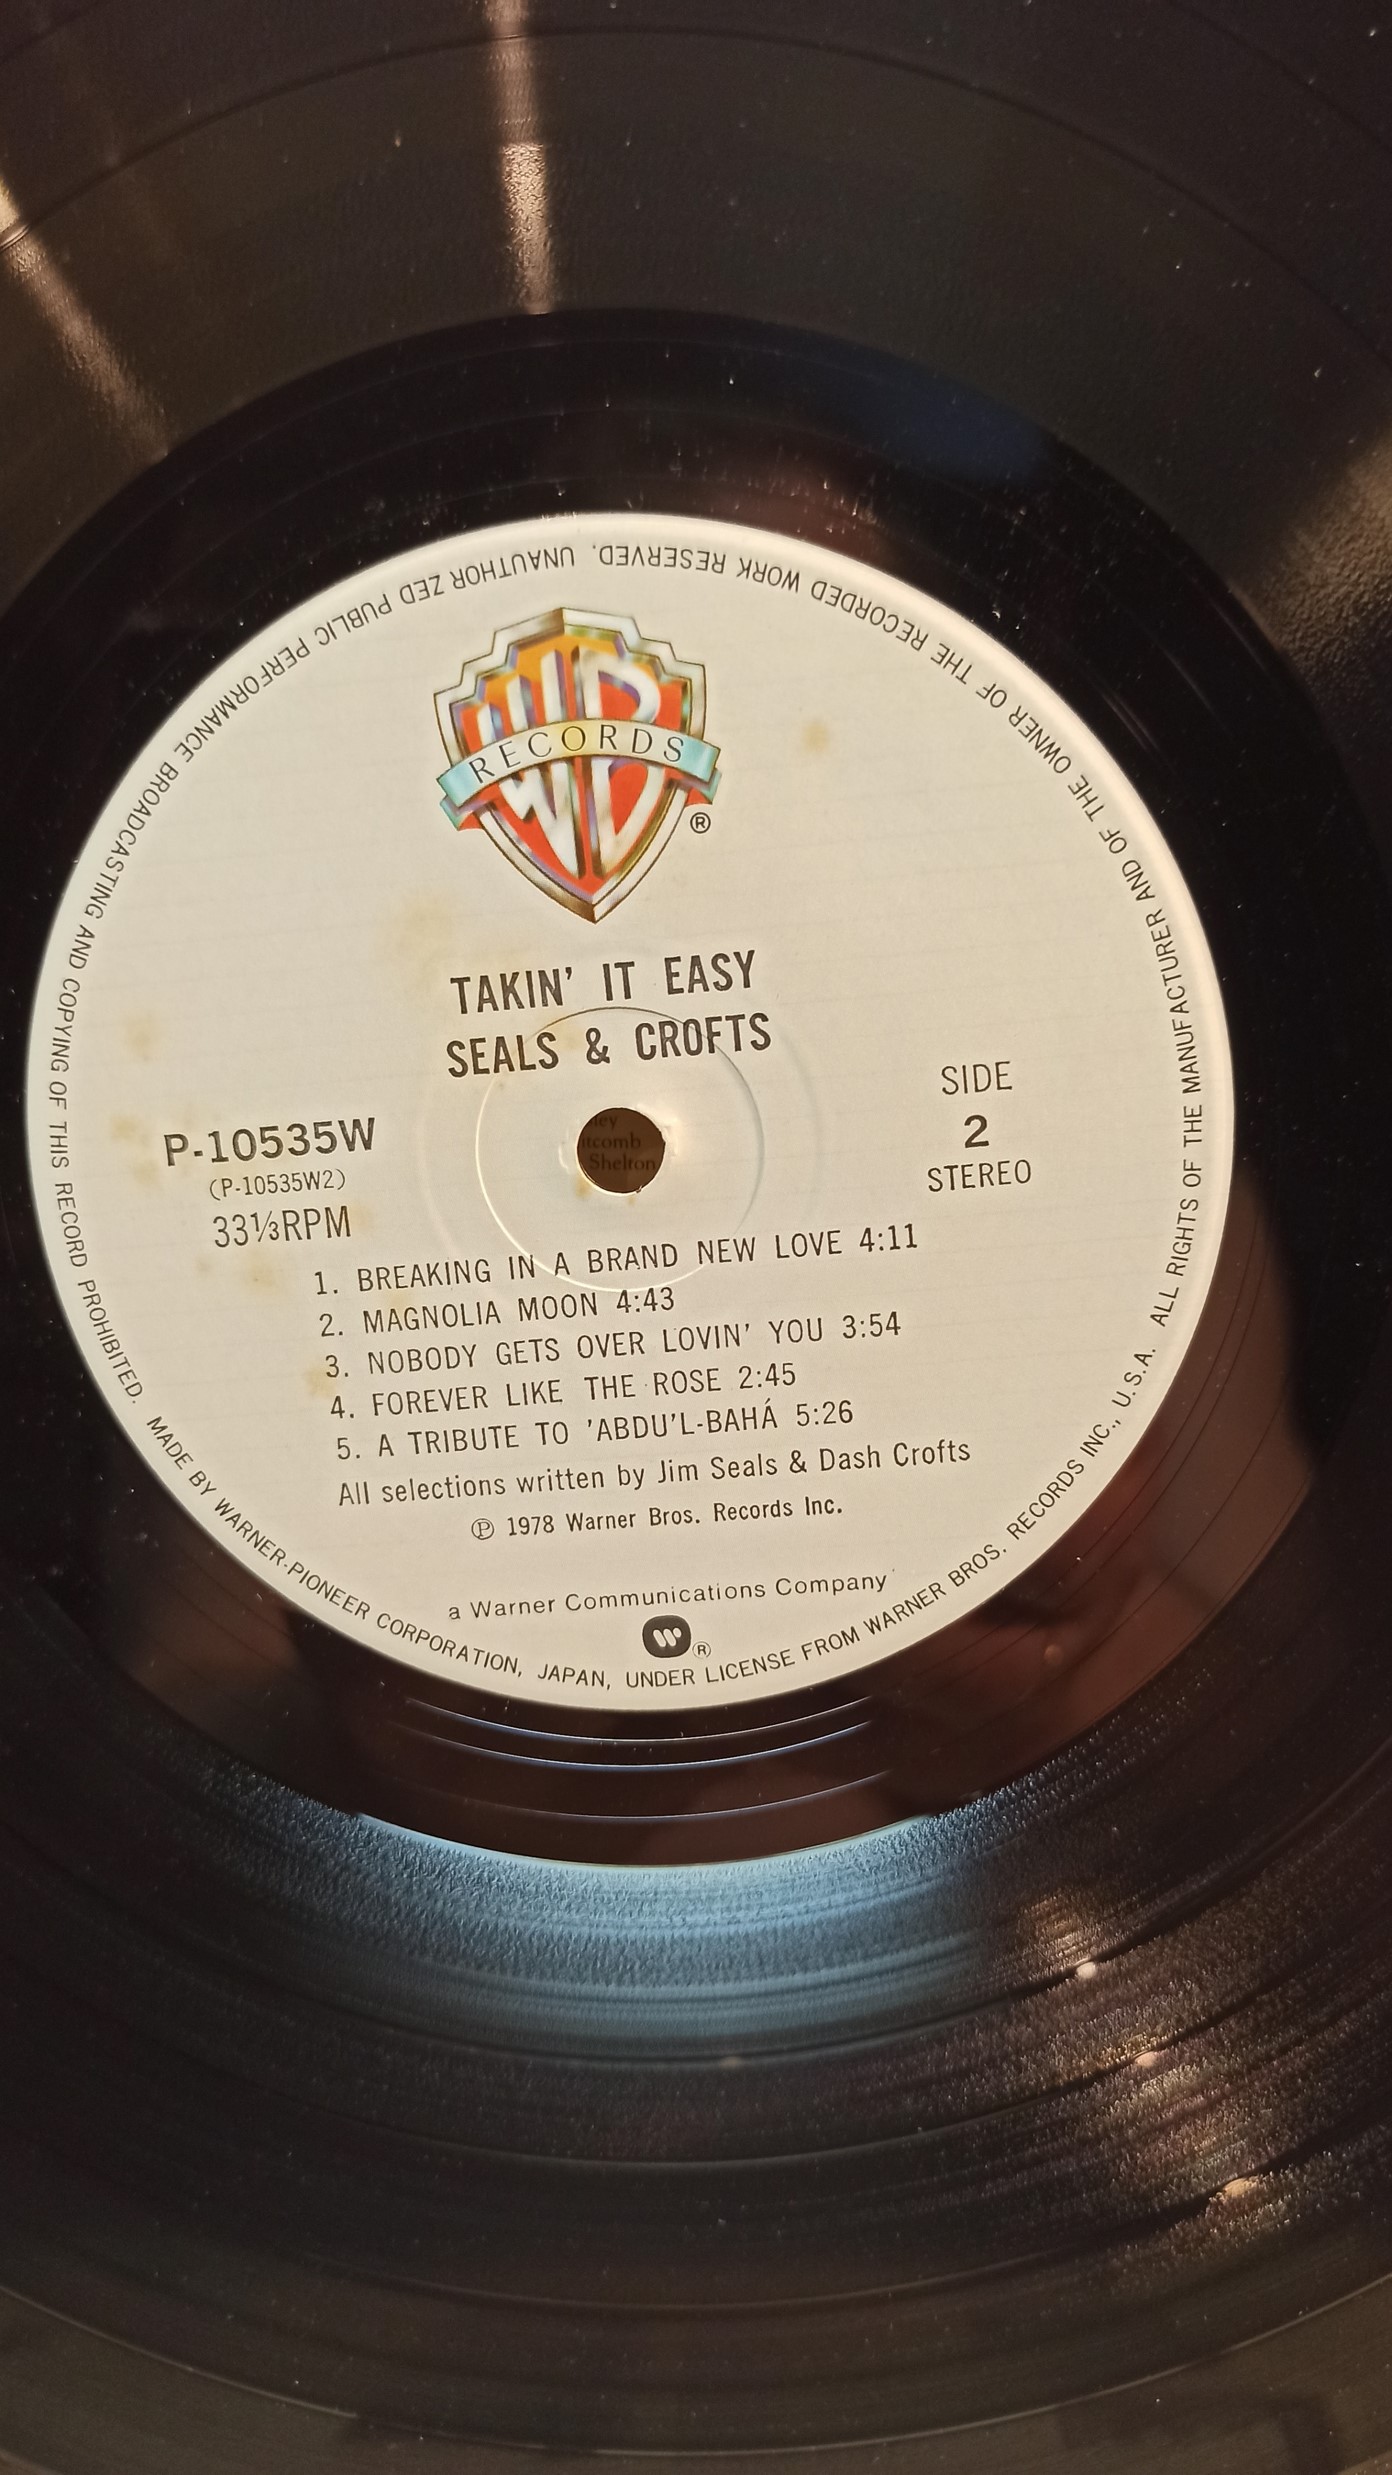 WB
RECORDS
®
TAKIN' IT EASY
SEALS & CROFTS
P-10535W
(P-10535W2)
33⅓RPM
SIDE
2
STEREO
itcomb
Shelton
1. BREAKING IN A BRAND NEW LOVE 4:11
2. MAGNOLIA MOON 4:43
3. NOBODY GETS OVER LOVIN' YOU 3:54
4. FOREVER LIKE THE ROSE 2:45
5. A TRIBUTE TO 'ABDU'L-BAHÁ 5:26
All selections written by Jim Seals & Dash Crofts
℗ 1978 Warner Bros. Records Inc.
a Warner Communications Company
®
MADE BY WARNER-PIONEER CORPORATION, JAPAN, UNDER LICENSE FROM WARNER BROS. RECORDS INC., U.S.A. ALL RIGHTS OF THE MANUFACTURER AND OF THE OWNER OF THE RECORDED WORK RESERVED. UNAUTHOR ZED PUBLIC PERFORMANCE BROADCASTING AND COPYING OF THIS RECORD PROHIBITED.